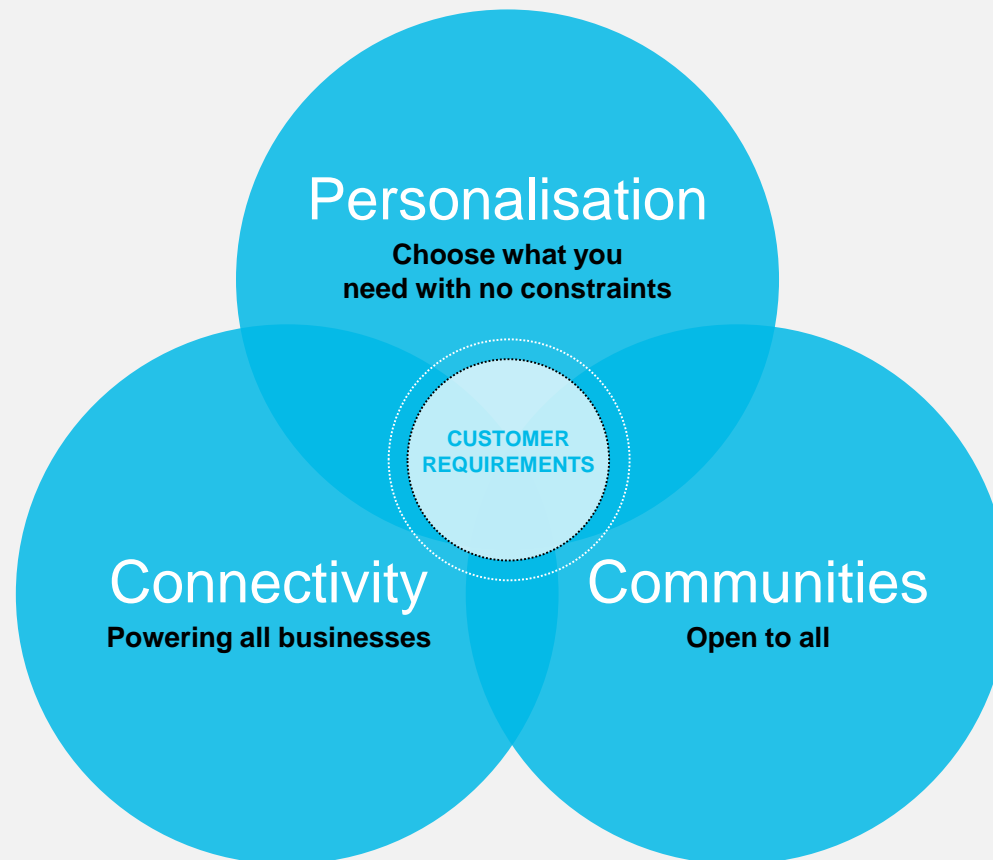 Personalisation
Choose what you
need with no constraints
CUSTOMER
REQUIREMENTS
Connectivity
Powering all businesses
Communities
Open to all